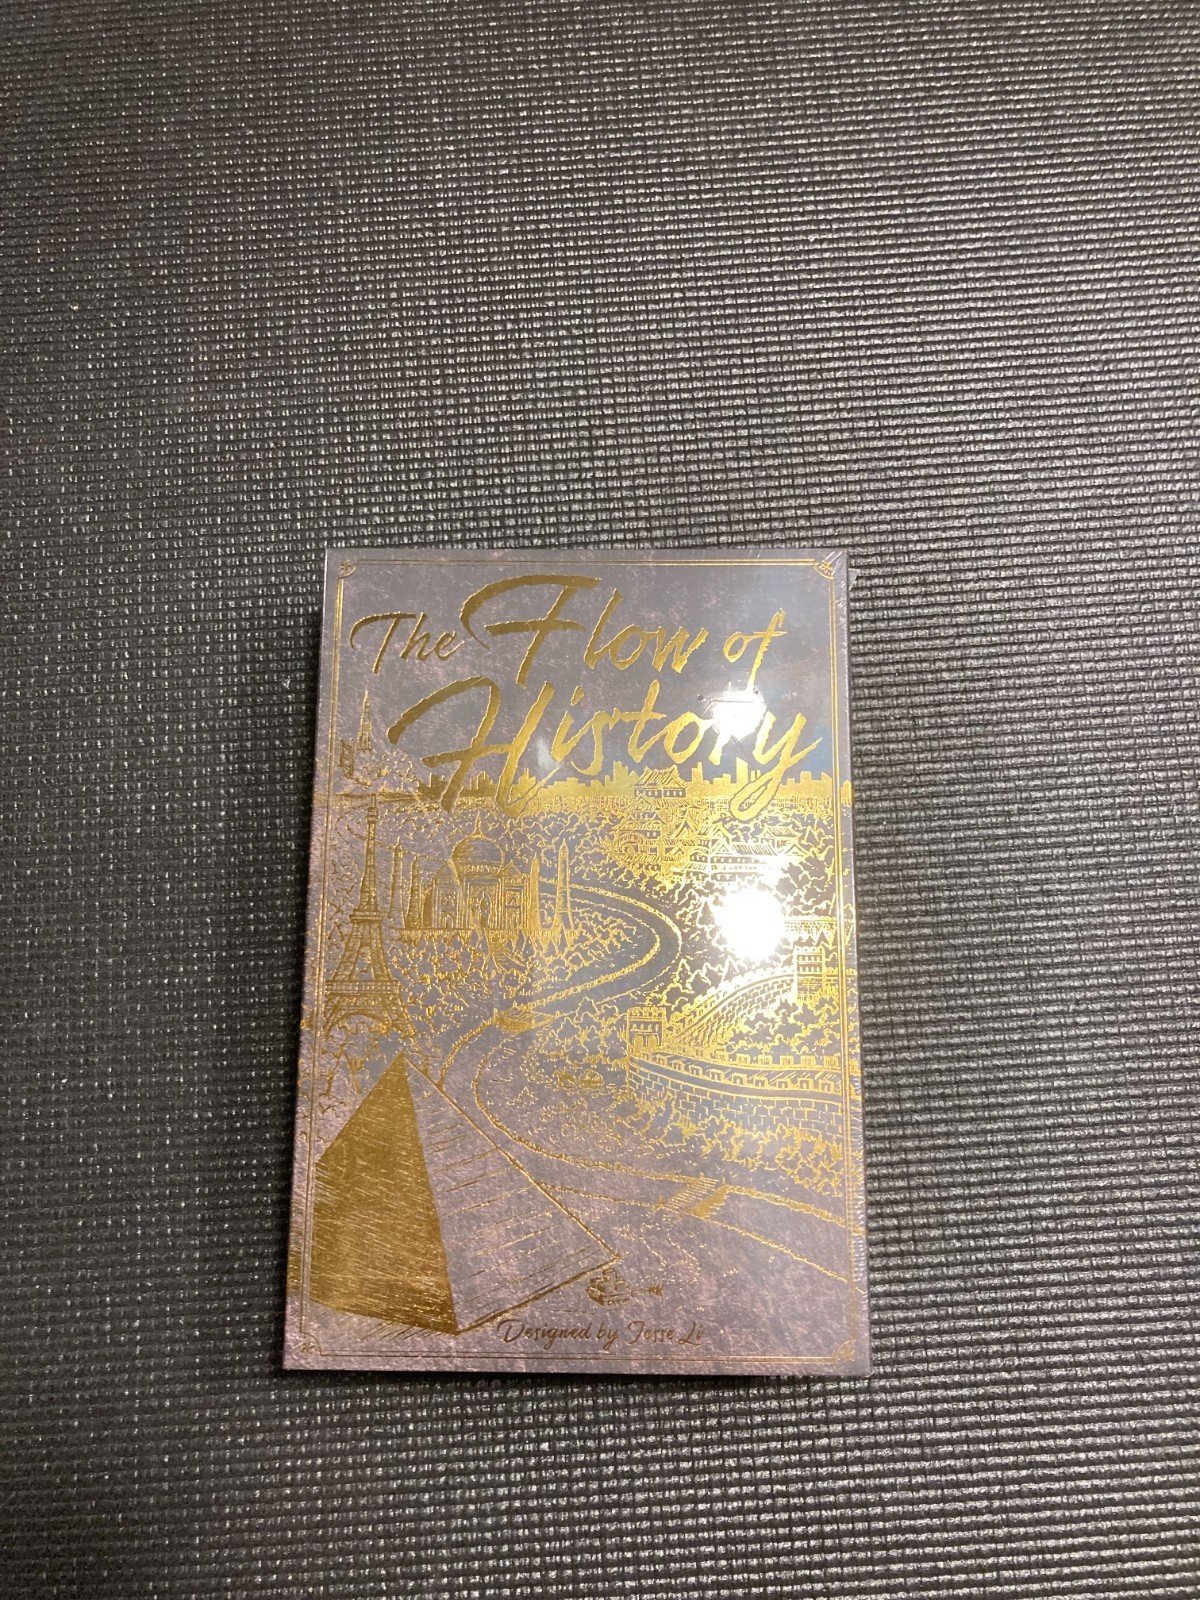 The Flow of
History
Designed by Jesse Li